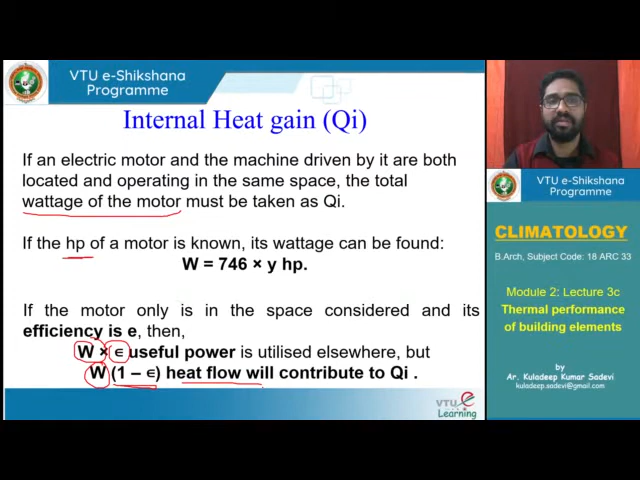 VTU e-Shikshana
Programme
Internal Heat gain (Qi)
If an electric motor and the machine driven by it are both
located and operating in the same space, the total
wattage of the motor must be taken as Qi.
If the hp of a motor is known, its wattage can be found:
W = 746 × y hp.
If the motor only is in the space considered and its
efficiency is e, then,
W × ∈ useful power is utilised elsewhere, but
W (1 – ∈) heat flow will contribute to Qi .
VTU e
Learning
VTU e-Shikshana
Programme
CLIMATOLOGY
B.Arch, Subject Code: 18 ARC 33
Module 2: Lecture 3c
Thermal performance
of building elements
by
Ar. Kuladeep Kumar Sadevi
kuladeep.sadevi@gmail.com